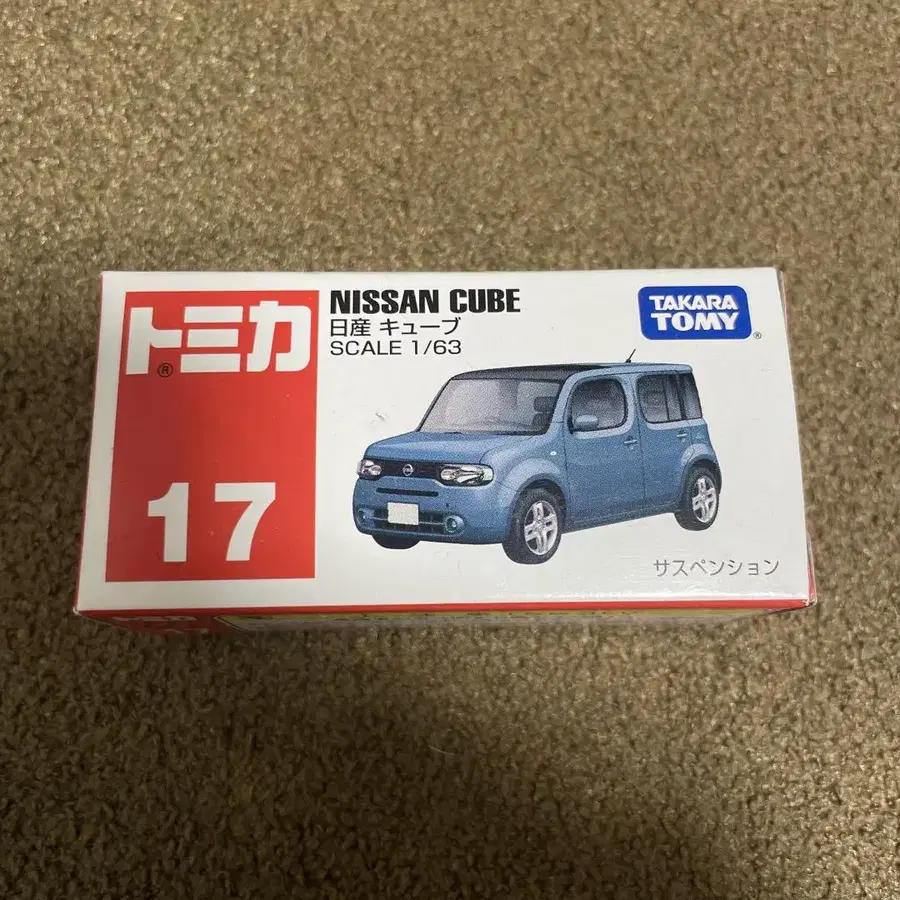 トミカ®
17
NISSAN CUBE
日産 キューブ
SCALE 1/63
TAKARA
TOMY®
サスペンション